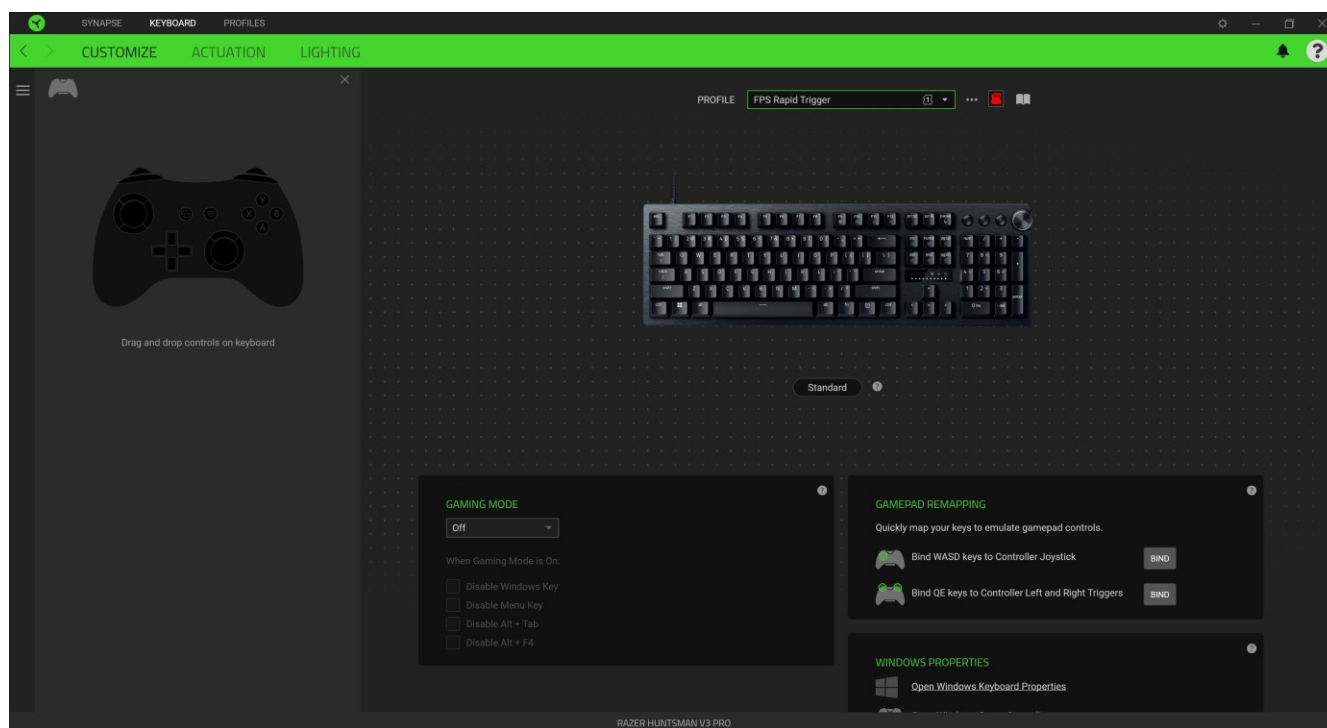 SYNAPSE KEYBOARD PROFILES
CUSTOMIZE ACTUATION LIGHTING
?
PROFILE FPS Rapid Trigger 1
Y
X B
A
Drag and drop controls on keyboard
Standard ?
GAMING MODE ?
Off
When Gaming Mode is On:
Disable Windows Key
Disable Menu Key
Disable Alt + Tab
Disable Alt + F4
GAMEPAD REMAPPING ?
Quickly map your keys to emulate gamepad controls.
Bind WASD keys to Controller Joystick BIND
Bind QE keys to Controller Left and Right Triggers BIND
WINDOWS PROPERTIES ?
Open Windows Keyboard Properties
RAZER HUNTSMAN V3 PRO